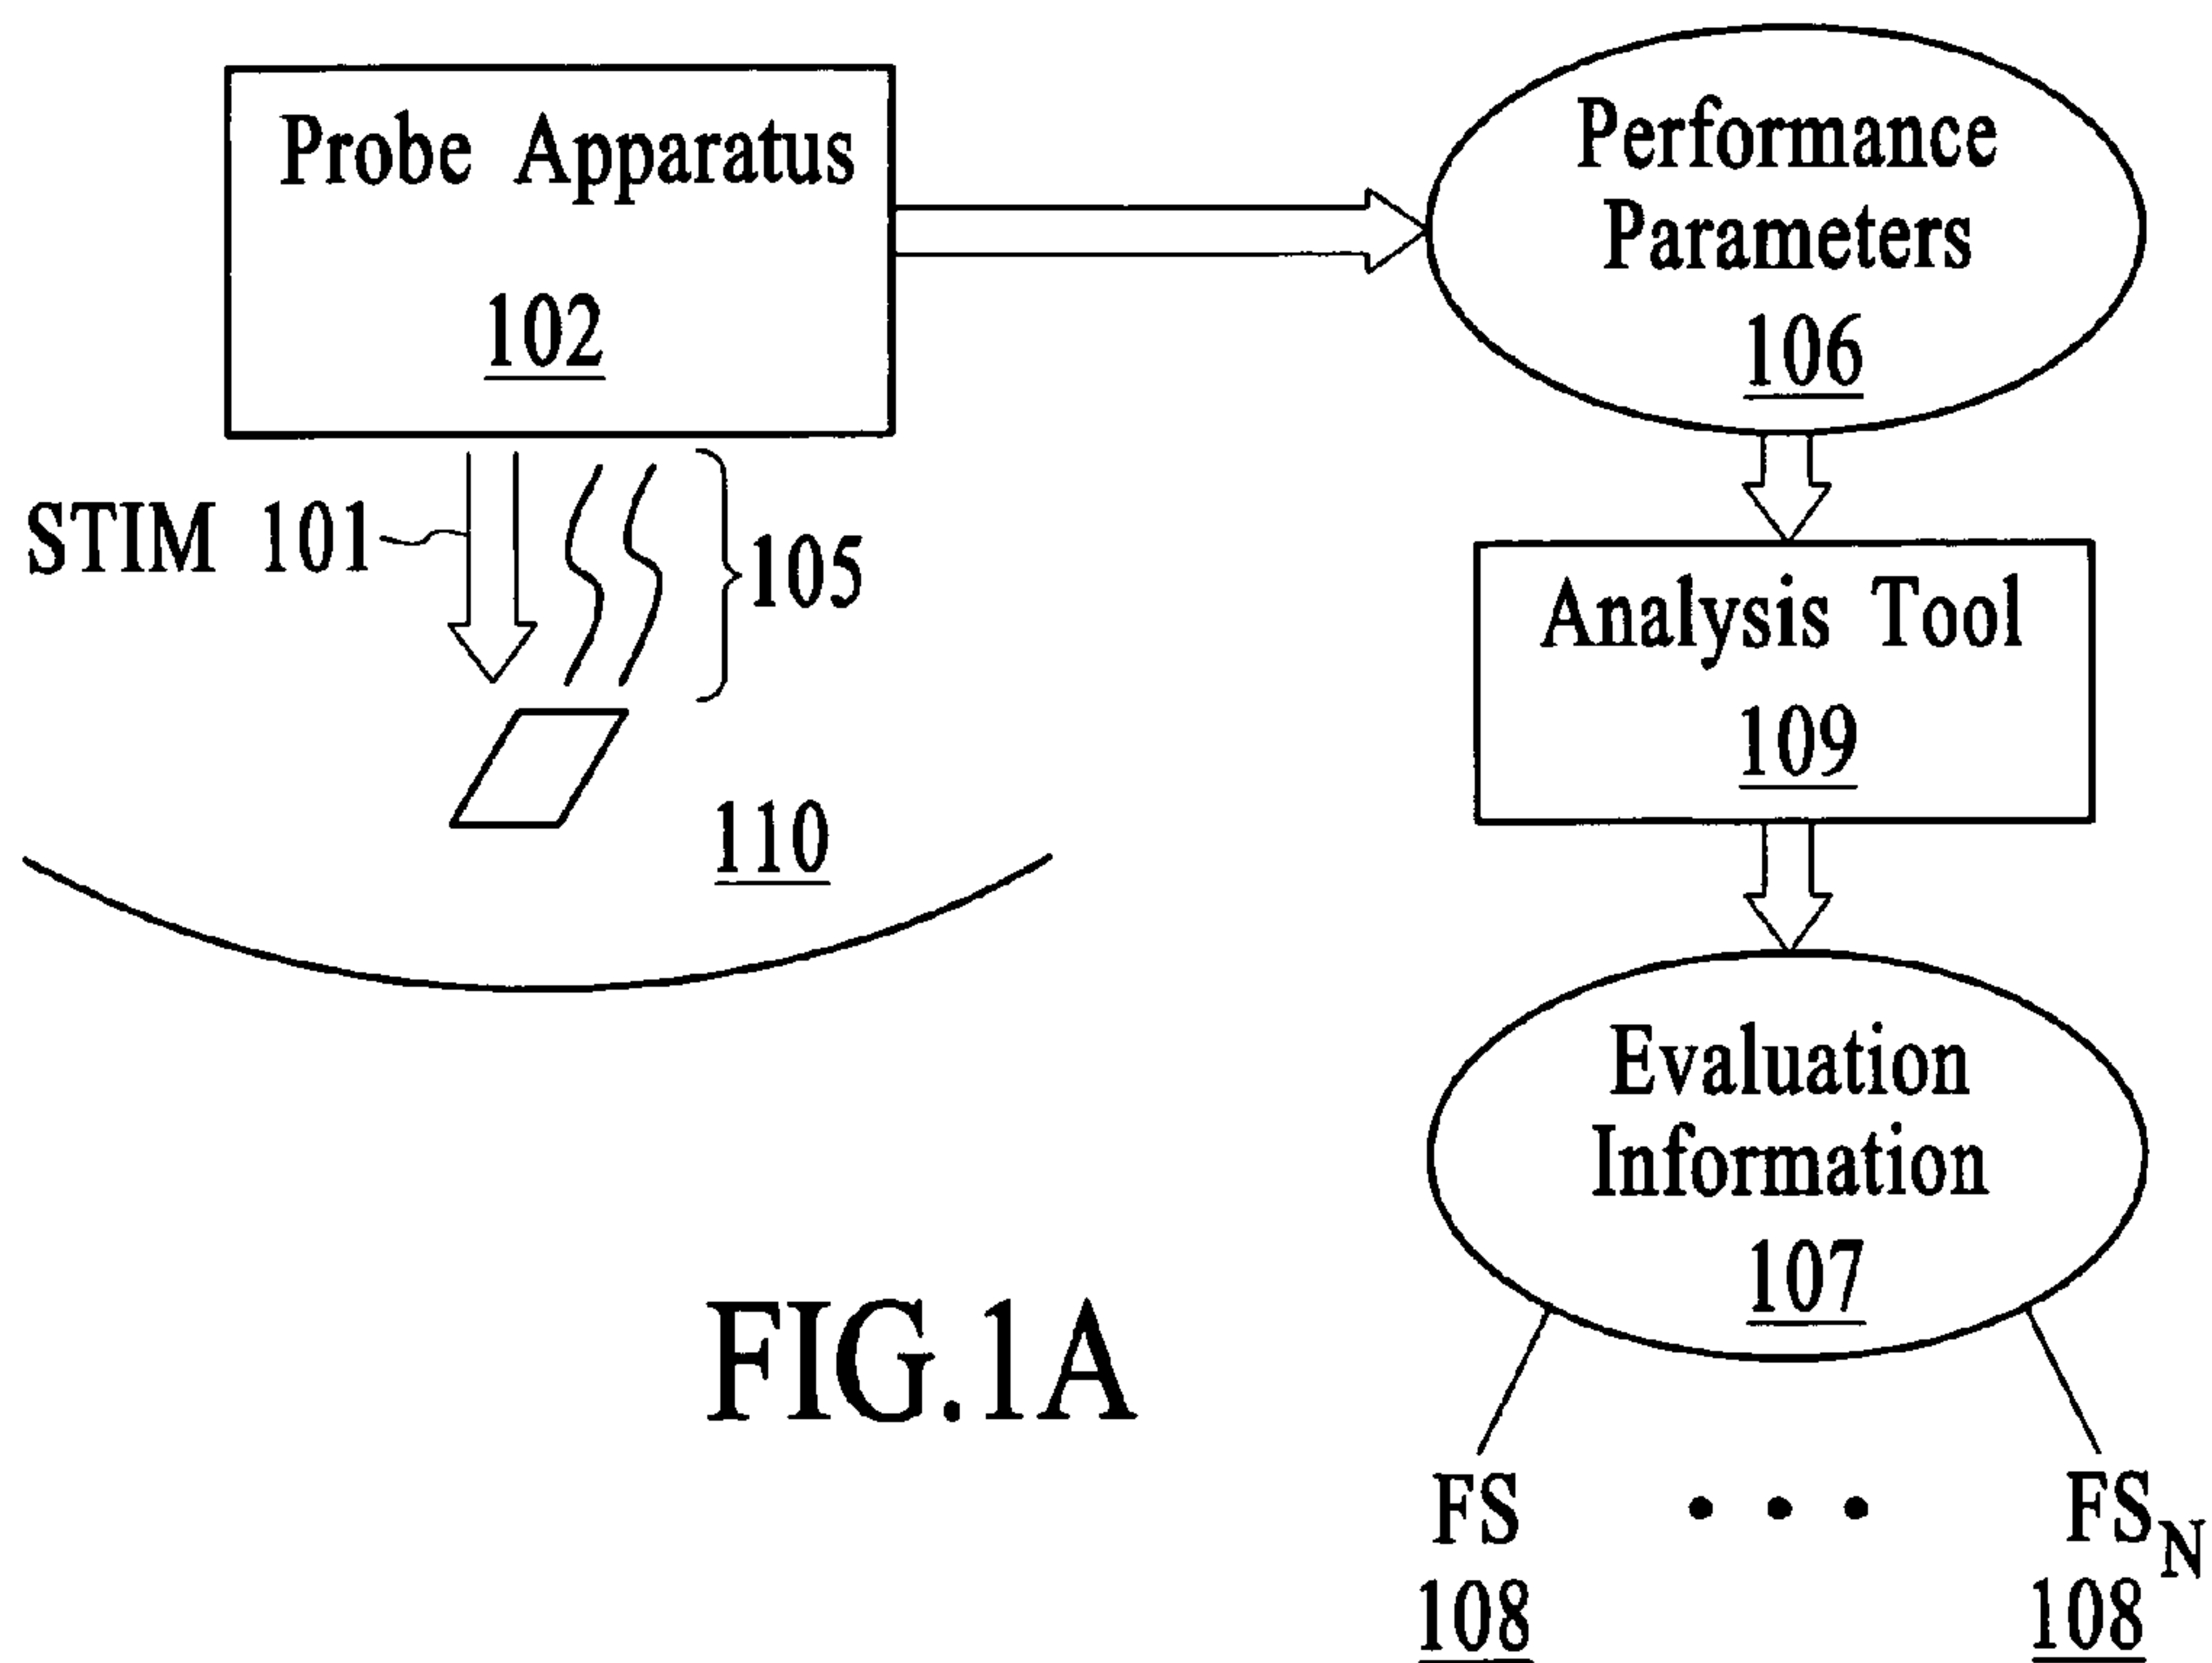 Probe Apparatus
102
Performance
Parameters
106
STIM 101
105
110
Analysis Tool
109
Evaluation
Information
107
FS • • • FSN
108 108
FIG.1A